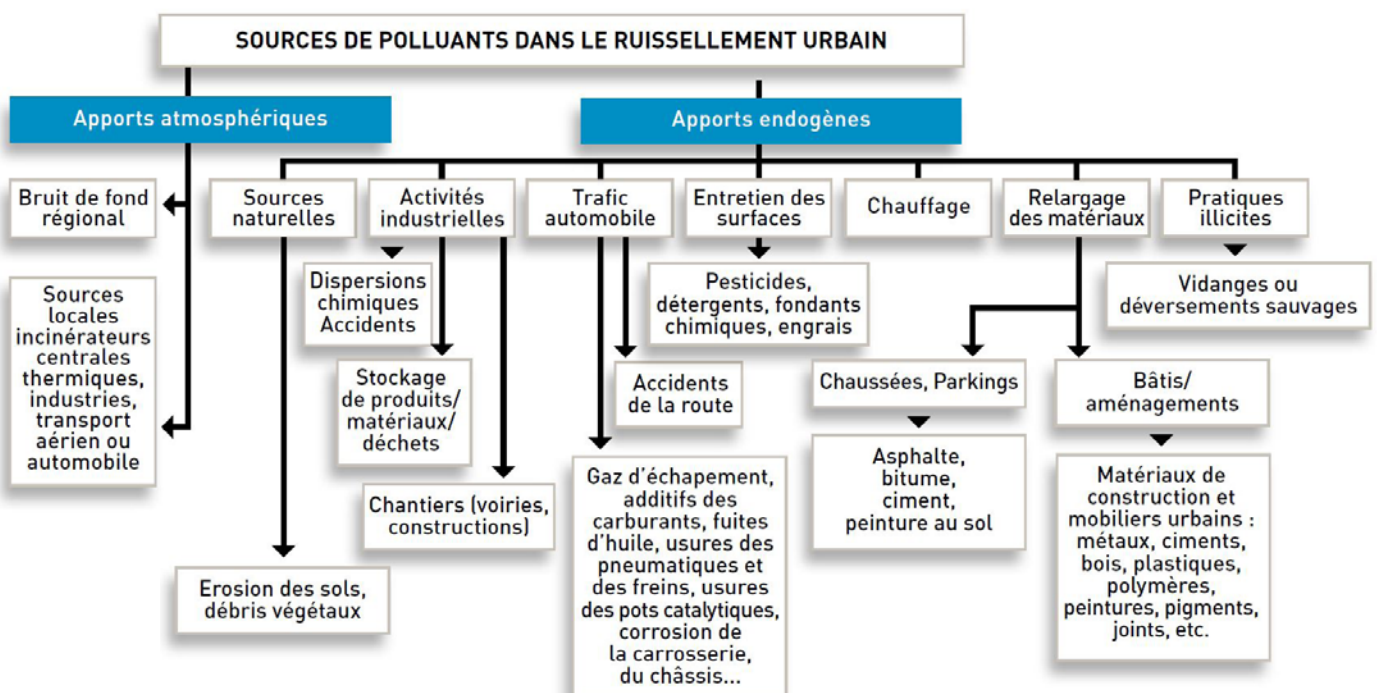 SOURCES DE POLLUANTS DANS LE RUISSELLEMENT URBAIN
Apports atmosphériques
Apports endogènes
Bruit de fond
régional
Sources
naturelles
Activités
industrielles
Trafic
automobile
Entretien des
surfaces
Chauffage
Relargage
des matériaux
Pratiques
illicites
Sources
locales
incinérateurs
centrales
thermiques,
industries,
transport
aérien ou
automobile
Dispersions
chimiques
Accidents
Pesticides,
détergents, fondants
chimiques, engrais
Vidanges ou
déversements sauvages
Stockage
de produits/
matériaux/
déchets
Accidents
de la route
Chaussées, Parkings
Bâtis/
aménagements
Chantiers (voiries,
constructions)
Gaz d'échapement,
additifs des
carburants, fuites
d'huile, usures des
pneumatiques et
des freins, usures
des pots catalytiques,
corrosion de
la carrosserie,
du châssis...
Asphalte,
bitume,
ciment,
peinture au sol
Matériaux de
construction et
mobiliers urbains :
métaux, ciments,
bois, plastiques,
polymères,
peintures, pigments,
joints, etc.
Erosion des sols,
débris végétaux